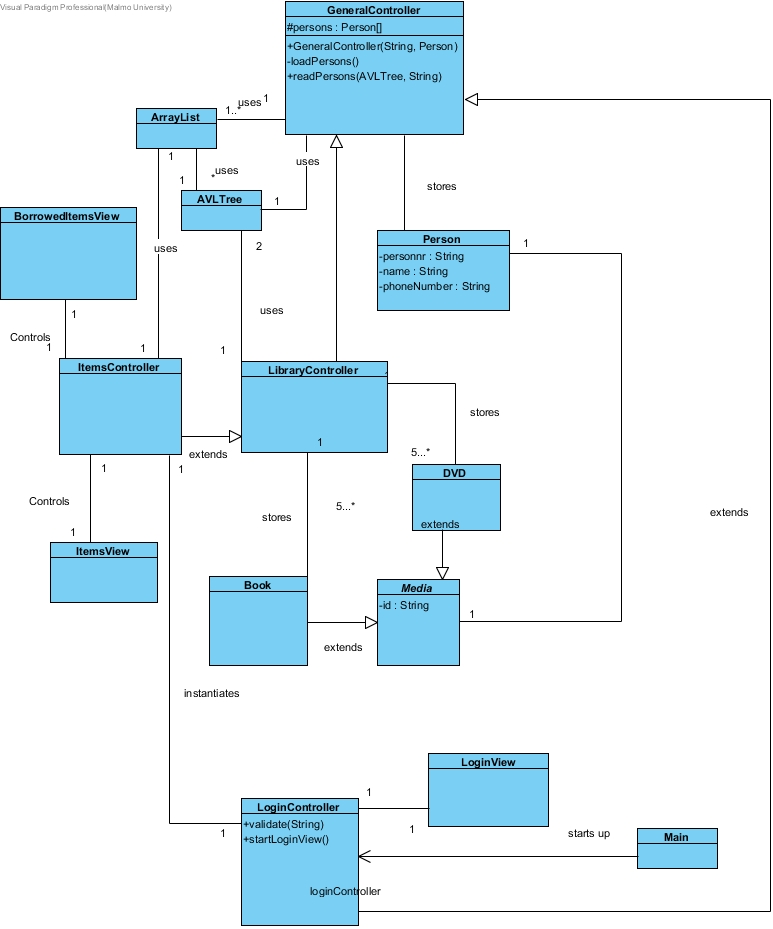 Visual Paradigm Professional(Malmo University)
GeneralController
#persons : Person[]
+GeneralController(String, Person)
-loadPersons()
+readPersons(AVLTree, String)
uses
1
1..*
ArrayList
uses
1
uses
*
1
AVLTree
1
stores
BorrowedItemsView
Person
-personnr : String
-name : String
-phoneNumber : String
1
uses
2
uses
1
Controls
1
1
1
ItemsController
LibraryController
1
stores
extends
5...*
1
1
DVD
extends
Controls
5...*
stores
extends
1
ItemsView
Book
Media
-id : String
1
extends
instantiates
LoginView
1
LoginController
+validate(String)
+startLoginView()
1
1
starts up
Main
loginController